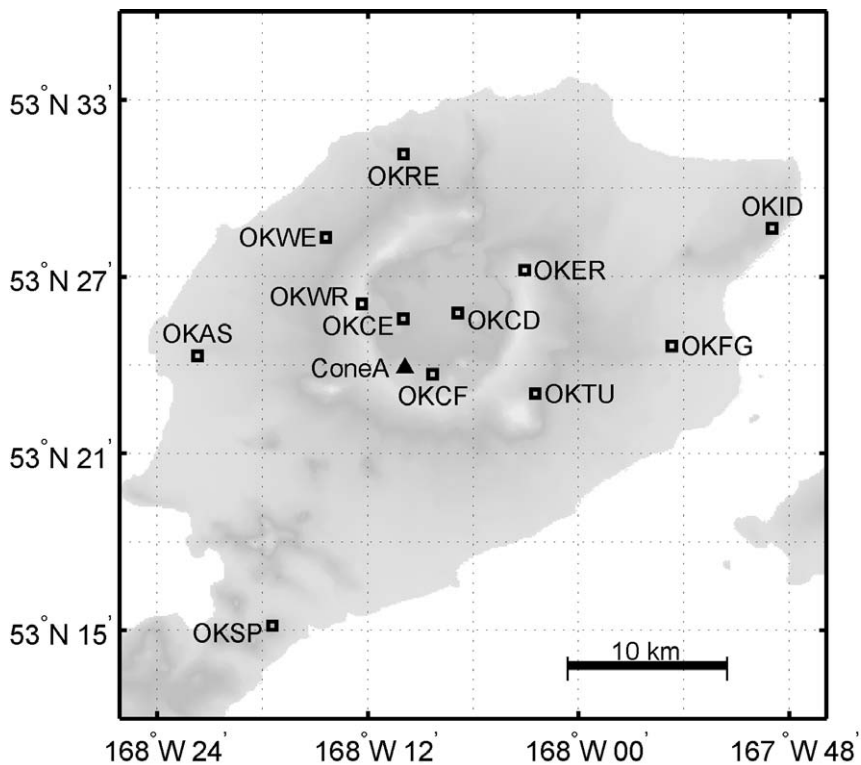 53°N 33'
OKRE
OKID
OKWE
53°N 27'
OKER
OKWR
OKCE
OKCD
OKAS
OKFG
ConeA
OKCF
OKTU
53°N 21'
53°N 15'
OKSP
10 km
168°W 24'
168°W 12'
168°W 00'
167°W 48'